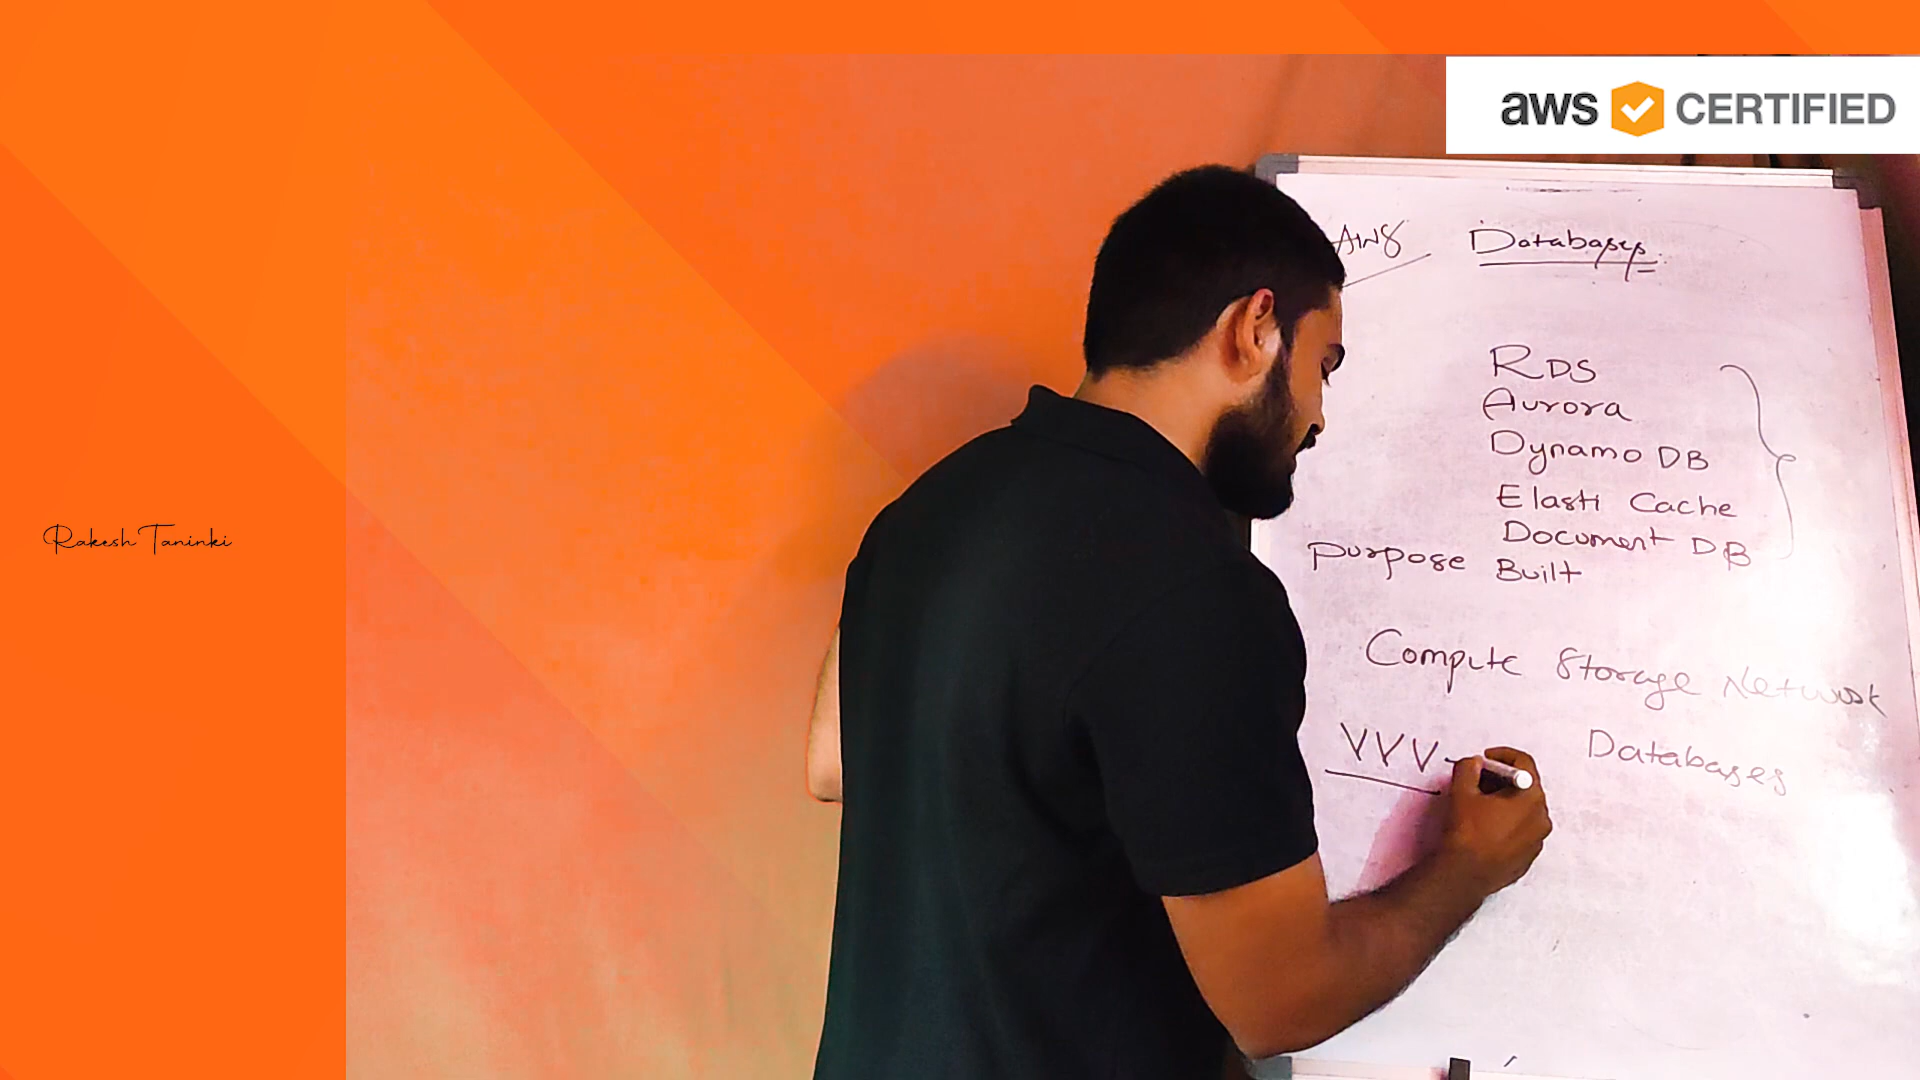 aws CERTIFIED
AWS Databases
RDS
Aurora
Dynamo DB
Elasti Cache
Document DB
purpose Built
Compute Storage Network
VVV
Databases
Rakesh Taninki